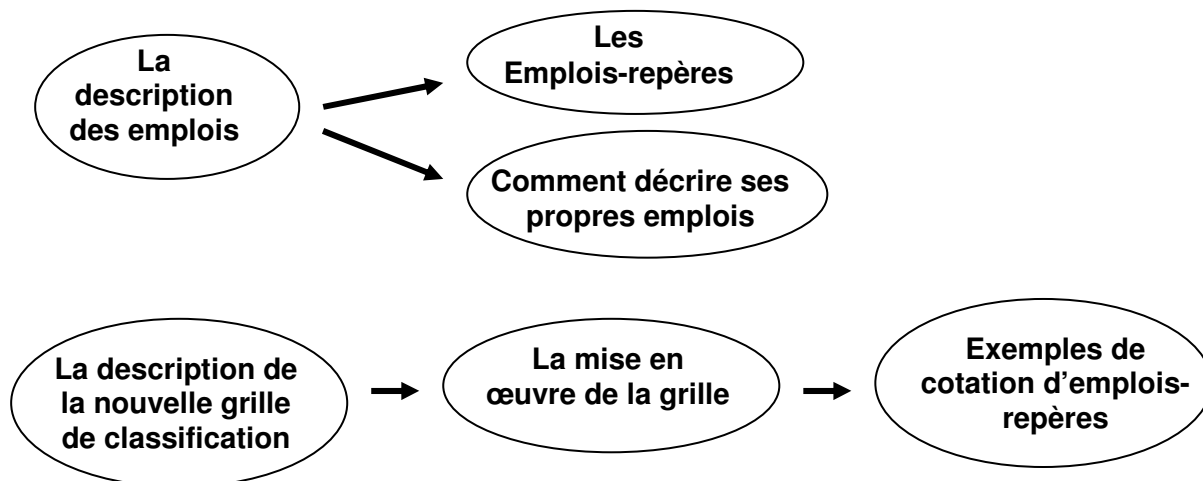 La
description
des emplois
Les
Emplois-repères
Comment décrire ses
propres emplois
La description de
la nouvelle grille
de classification
La mise en
œuvre de la grille
Exemples de
cotation d’emplois-
repères